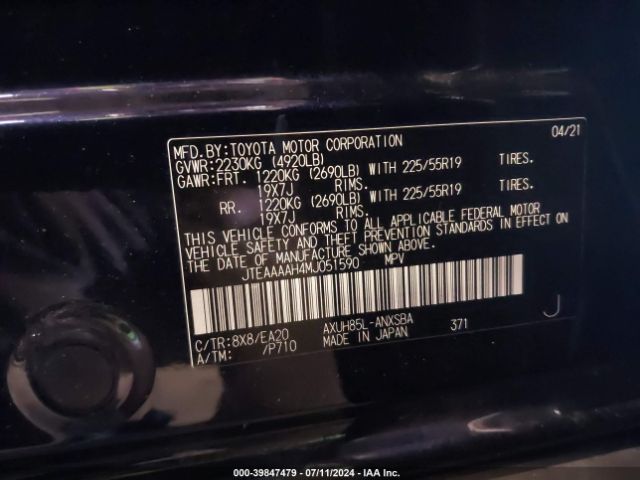 MFD.BY:TOYOTA MOTOR CORPORATION 04/21
GVWR:2230KG (4920LB)
GAWR:FRT. 1220KG (2690LB) WITH 225/55R19 TIRES.
19X7J RIMS.
RR. 1220KG (2690LB) WITH 225/55R19 TIRES.
19X7J RIMS.
THIS VEHICLE CONFORMS TO ALL APPLICABLE FEDERAL MOTOR
VEHICLE SAFETY AND THEFT PREVENTION STANDARDS IN EFFECT ON
THE DATE OF MANUFACTURE SHOWN ABOVE.
JTEAAAAH4MJ051590 MPV
J
C/TR:8X8/EA20 AXUH85L-ANXSBA 371
A/TM: /P710 MADE IN JAPAN
000-39847479 - 07/11/2024 - IAA Inc.